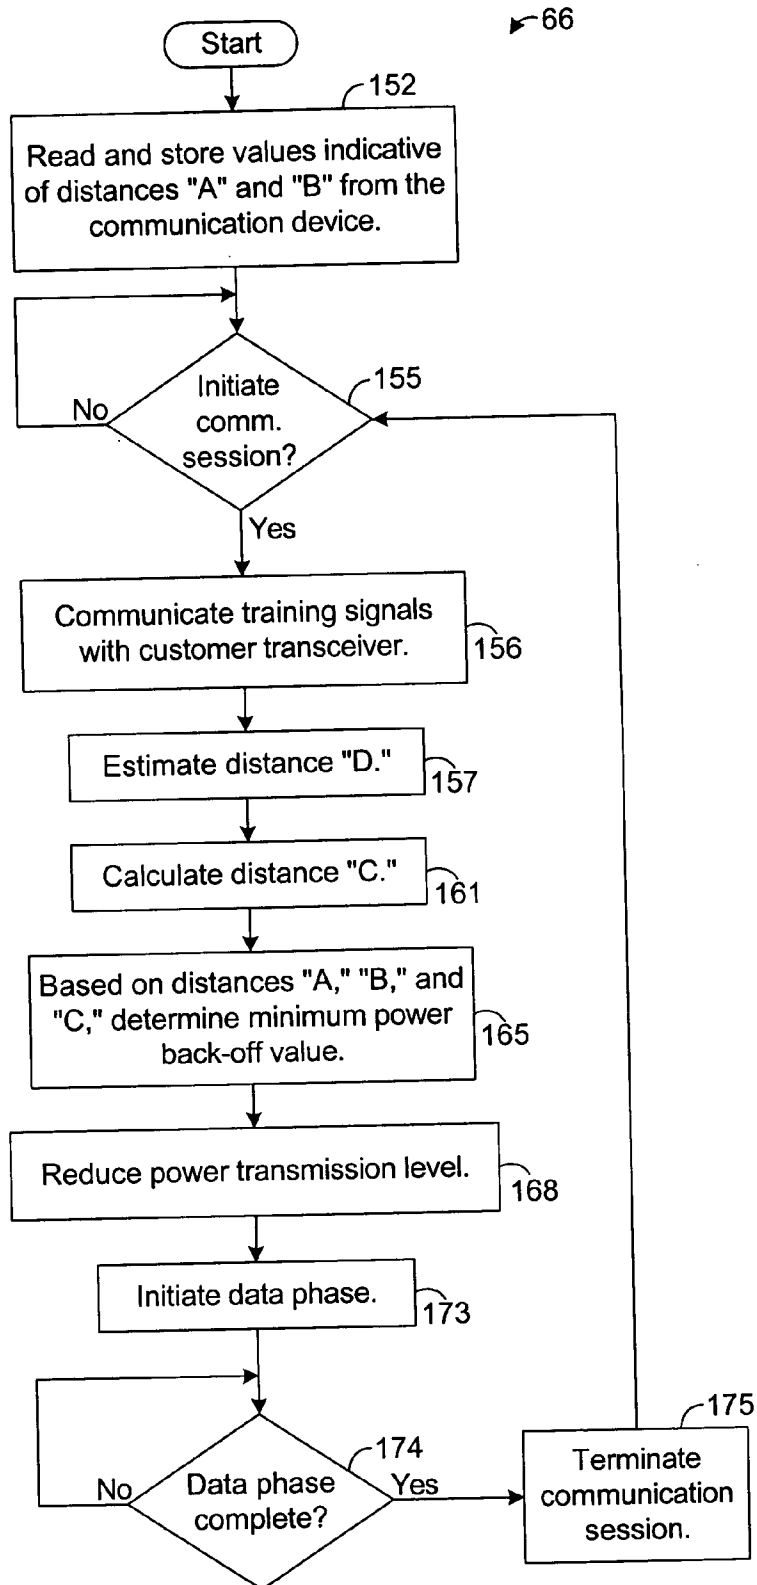 66
Start
152
Read and store values indicative
of distances "A" and "B" from the
communication device.
155
Initiate
comm.
session?
No
Yes
Communicate training signals
with customer transceiver.
156
Estimate distance "D."
157
Calculate distance "C."
161
Based on distances "A," "B," and
"C," determine minimum power
back-off value.
165
Reduce power transmission level.
168
Initiate data phase.
173
174
Data phase
complete?
No
Yes
175
Terminate
communication
session.